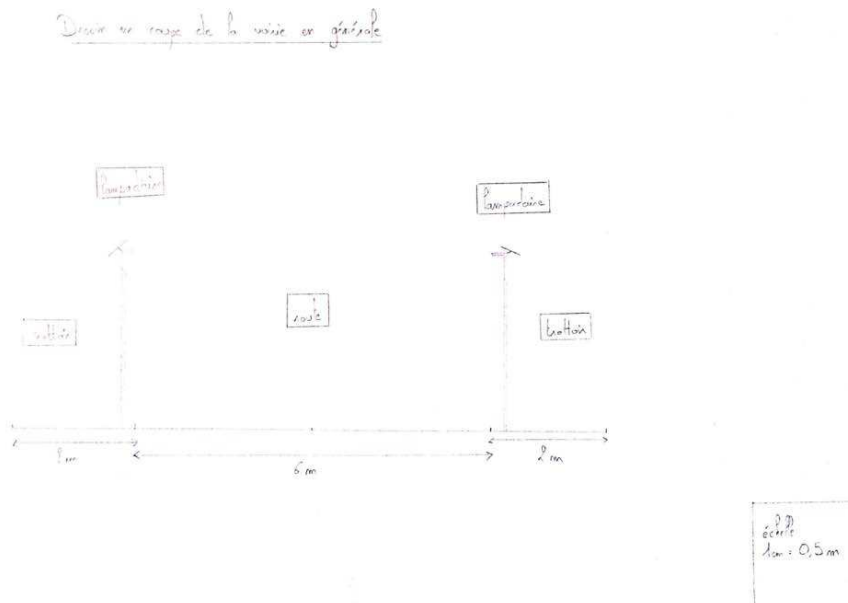 Dessin en coupe de la voirie en générale
lampadaire
lampadaire
trottoir
route
trottoir
2 m
6 m
2 m
échelle
1cm = 0,5 m